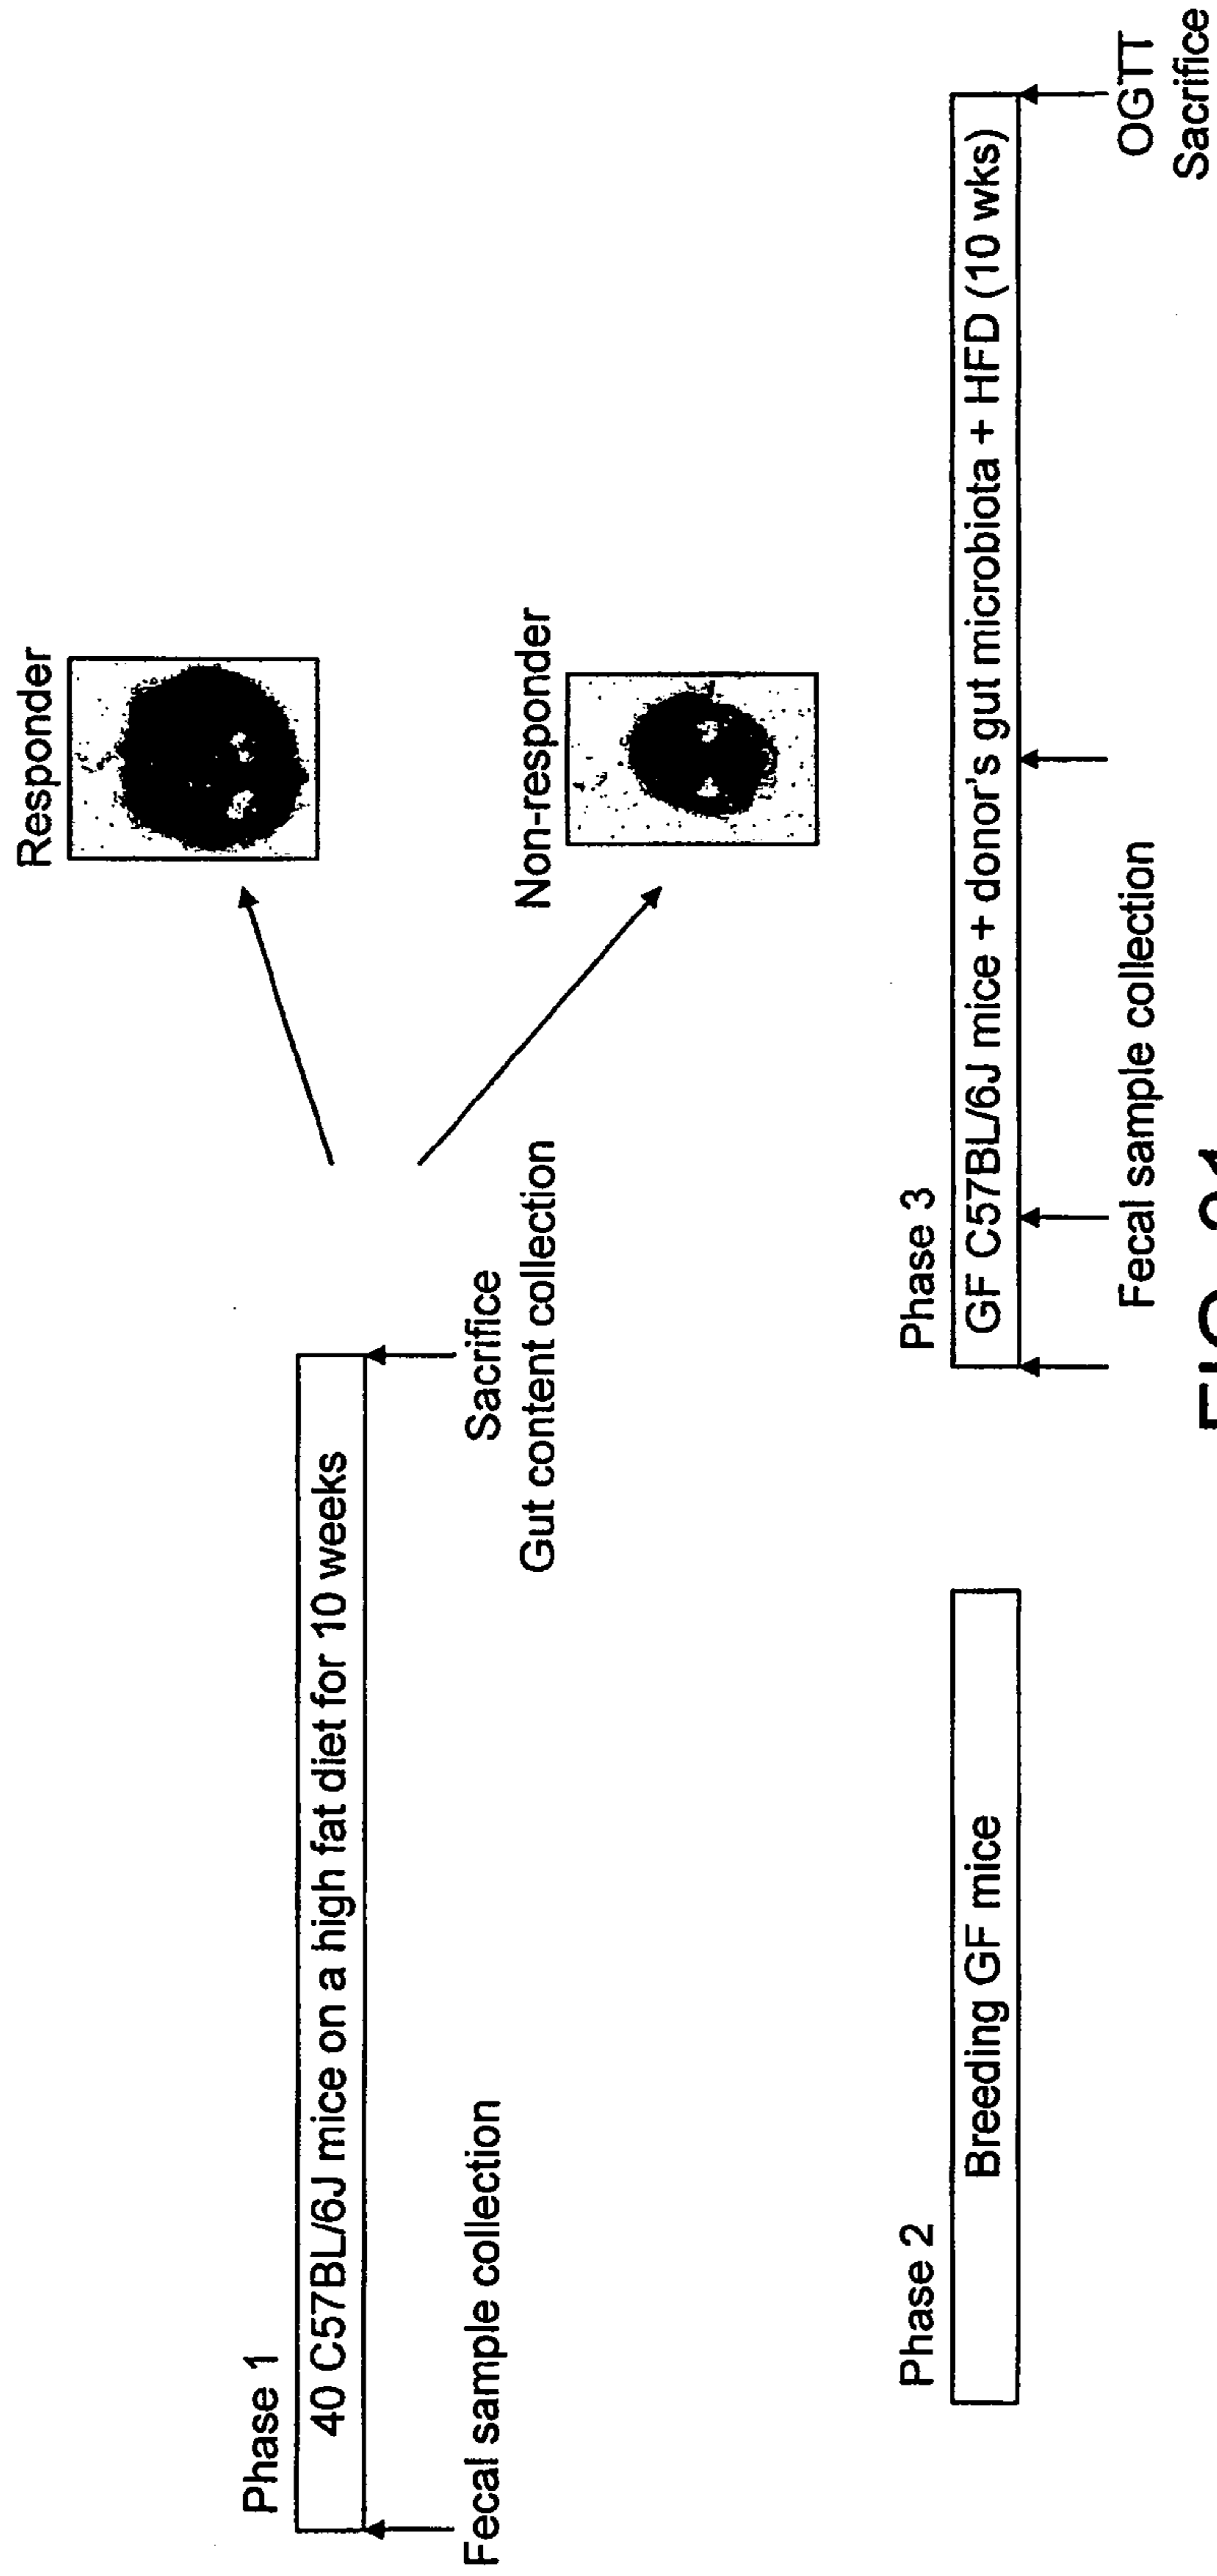 Responder
Phase 1
40 C57BL/6J mice on a high fat diet for 10 weeks
Fecal sample collection
Sacrifice
Gut content collection
Non-responder
Phase 2
Breeding GF mice
Phase 3
GF C57BL/6J mice + donor's gut microbiota + HFD (10 wks)
Fecal sample collection
OGTT
Sacrifice